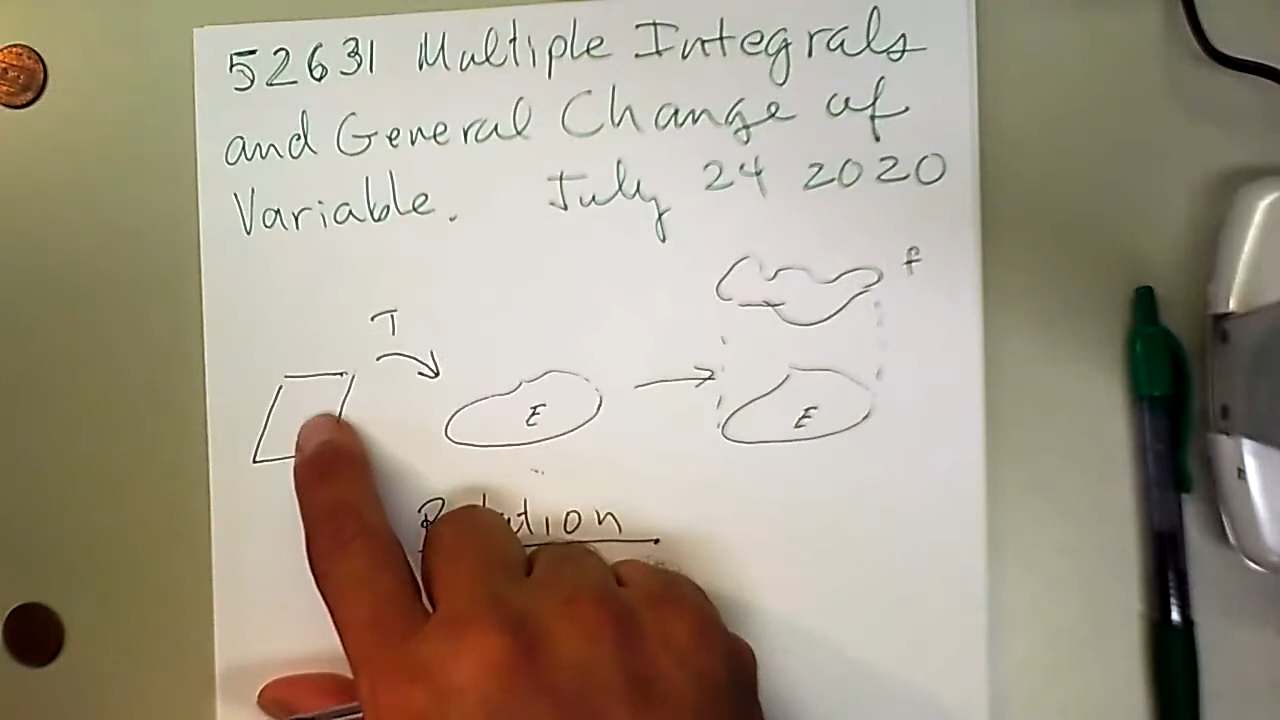 52631 Multiple Integrals
and General Change of
Variable. July 24 2020
f
T
E
E